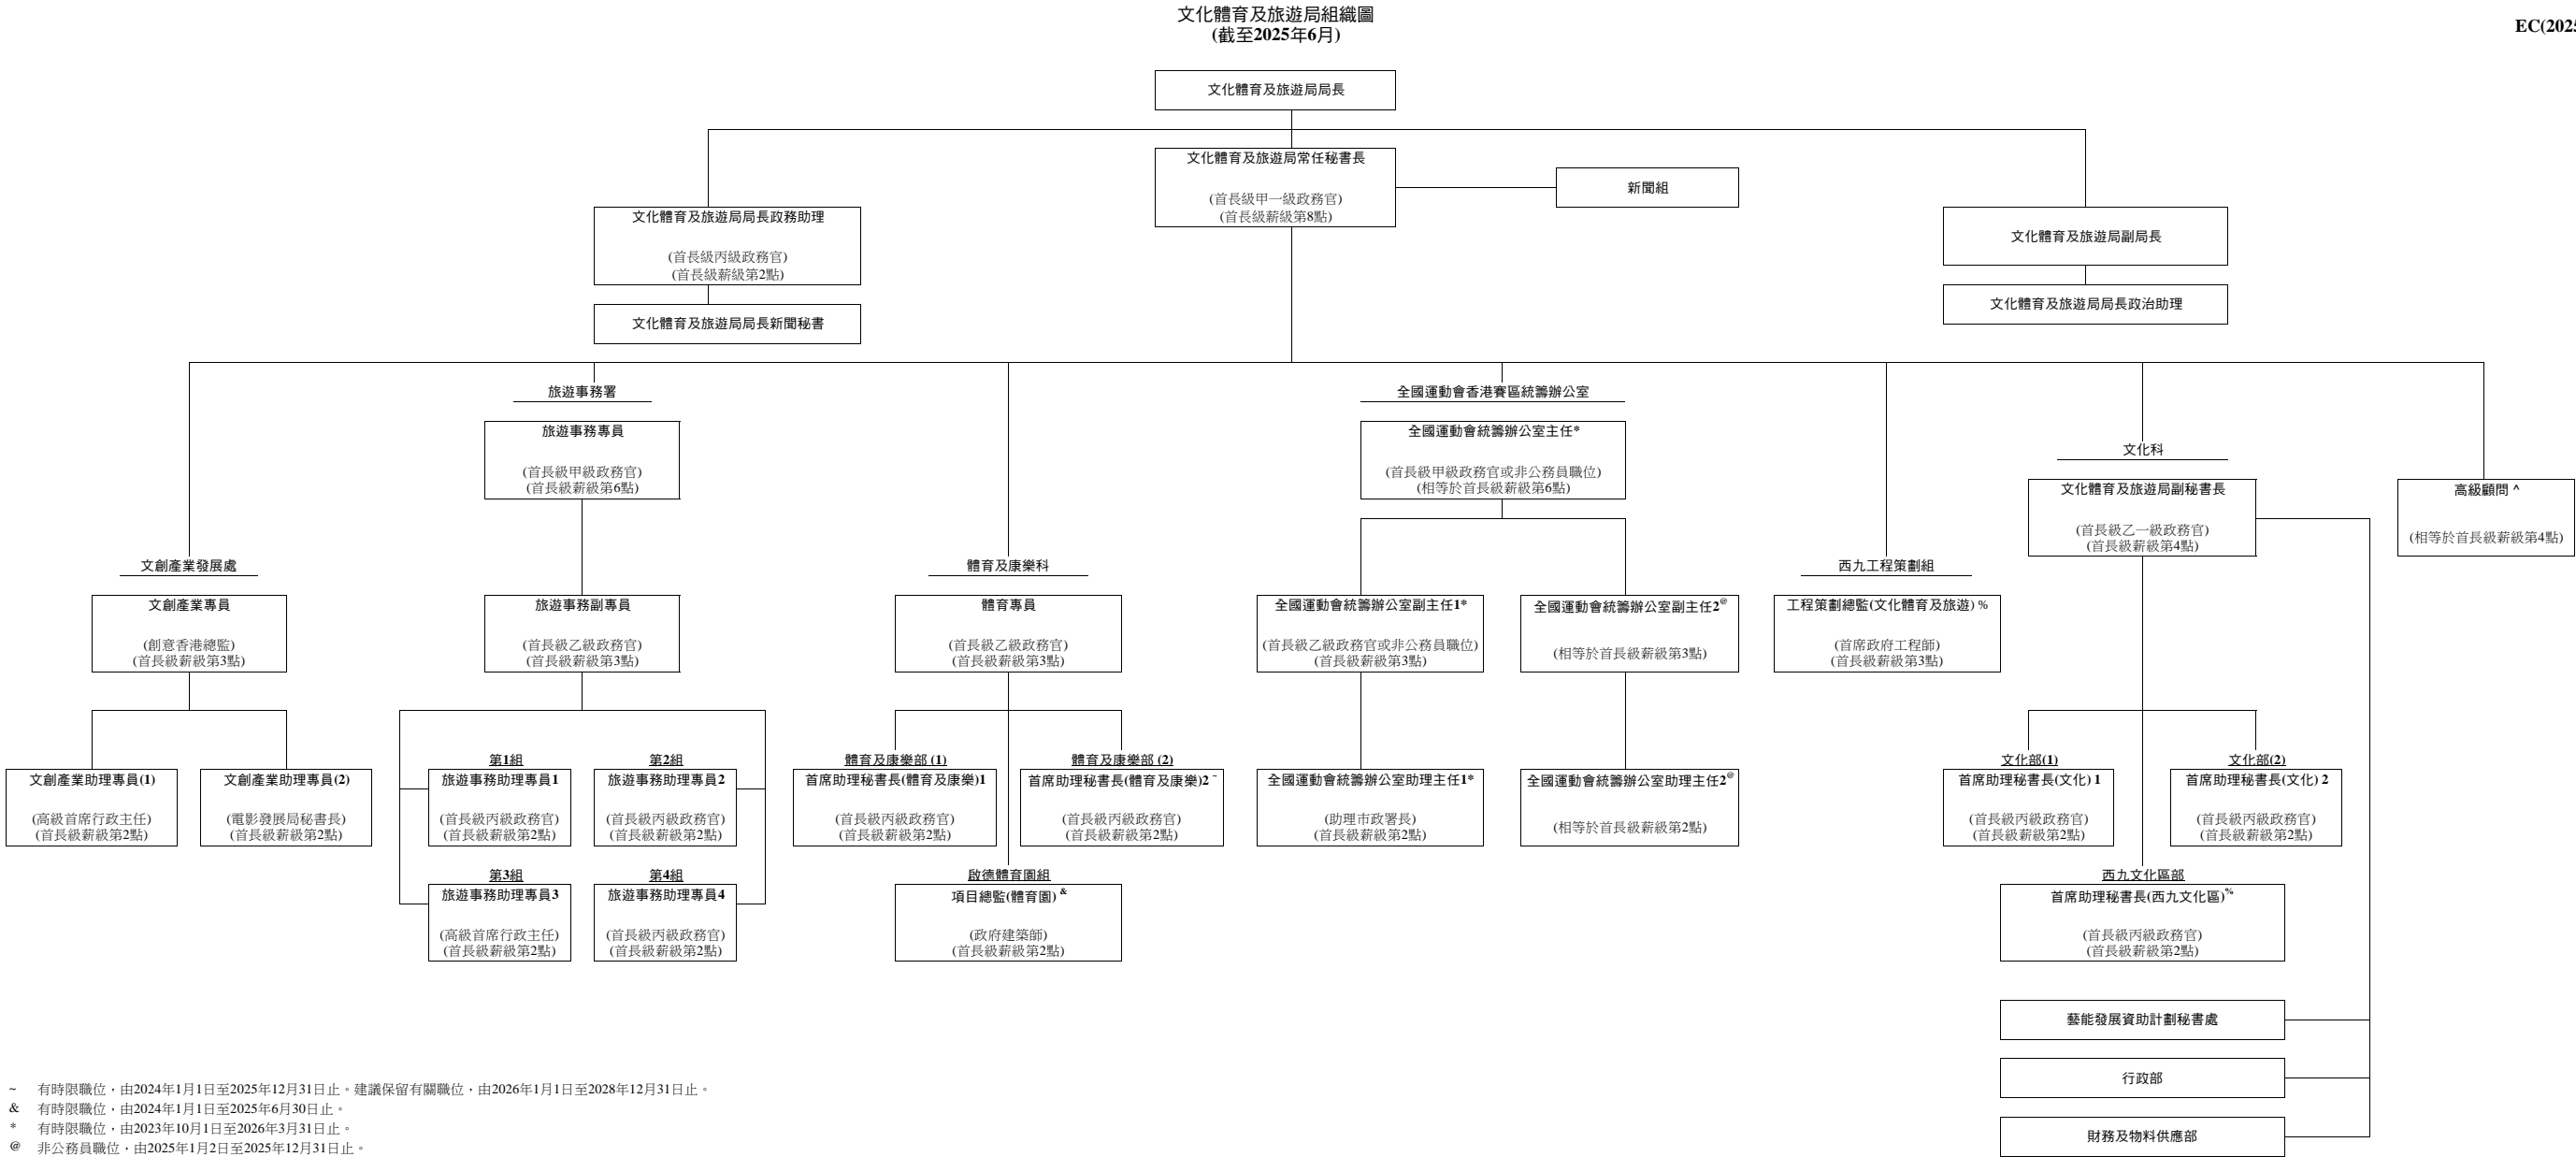 文化體育及旅遊局組織圖
(截至2025年6月)
EC(2025
文化體育及旅遊局局長
文化體育及旅遊局常任秘書長
(首長級甲一級政務官)
(首長級薪級第8點)
新聞組
文化體育及旅遊局局長政務助理
(首長級丙級政務官)
(首長級薪級第2點)
文化體育及旅遊局局長新聞秘書
文化體育及旅遊局副局長
文化體育及旅遊局局長政治助理
旅遊事務署
旅遊事務專員
(首長級甲級政務官)
(首長級薪級第6點)
全國運動會香港賽區統籌辦公室
全國運動會統籌辦公室主任*
(首長級甲級政務官或非公務員職位)
(相等於首長級薪級第6點)
文化科
文化體育及旅遊局副秘書長
(首長級乙一級政務官)
(首長級薪級第4點)
高級顧問 ^
(相等於首長級薪級第4點)
文創產業發展處
文創產業專員
(創意香港總監)
(首長級薪級第3點)
旅遊事務副專員
(首長級乙級政務官)
(首長級薪級第3點)
體育及康樂科
體育專員
(首長級乙級政務官)
(首長級薪級第3點)
全國運動會統籌辦公室副主任1*
(首長級乙級政務官或非公務員職位)
(首長級薪級第3點)
全國運動會統籌辦公室副主任2@
(相等於首長級薪級第3點)
西九工程策劃組
工程策劃總監(文化體育及旅遊) %
(首席政府工程師)
(首長級薪級第3點)
文創產業助理專員(1)
(高級首席行政主任)
(首長級薪級第2點)
文創產業助理專員(2)
(電影發展局秘書長)
(首長級薪級第2點)
第1組
旅遊事務助理專員1
(首長級丙級政務官)
(首長級薪級第2點)
第2組
旅遊事務助理專員2
(首長級丙級政務官)
(首長級薪級第2點)
體育及康樂部 (1)
首席助理秘書長(體育及康樂)1
(首長級丙級政務官)
(首長級薪級第2點)
體育及康樂部 (2)
首席助理秘書長(體育及康樂)2 ~
(首長級丙級政務官)
(首長級薪級第2點)
全國運動會統籌辦公室助理主任1*
(助理市政署長)
(首長級薪級第2點)
全國運動會統籌辦公室助理主任2@
(相等於首長級薪級第2點)
文化部(1)
首席助理秘書長(文化) 1
(首長級丙級政務官)
(首長級薪級第2點)
文化部(2)
首席助理秘書長(文化) 2
(首長級丙級政務官)
(首長級薪級第2點)
第3組
旅遊事務助理專員3
(高級首席行政主任)
(首長級薪級第2點)
第4組
旅遊事務助理專員4
(首長級丙級政務官)
(首長級薪級第2點)
啟德體育園組
項目總監(體育園) &
(政府建築師)
(首長級薪級第2點)
西九文化區部
首席助理秘書長(西九文化區)%
(首長級丙級政務官)
(首長級薪級第2點)
藝能發展資助計劃秘書處
行政部
財務及物料供應部
~ 有時限職位，由2024年1月1日至2025年12月31日止。建議保留有關職位，由2026年1月1日至2028年12月31日止。
& 有時限職位，由2024年1月1日至2025年6月30日止。
* 有時限職位，由2023年10月1日至2026年3月31日止。
@ 非公務員職位，由2025年1月2日至2025年12月31日止。